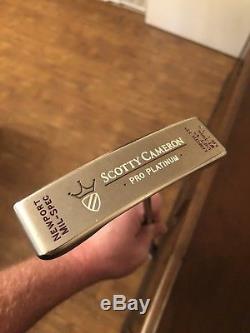 NEWPORT
MIL-SPEC
SCOTTY CAMERON
· PRO PLATINUM ·